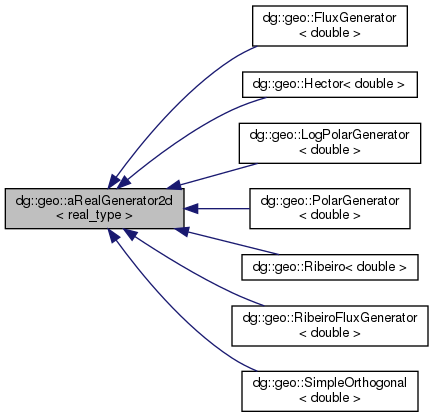 dg::geo::FluxGenerator
< double >
dg::geo::Hector< double >
dg::geo::LogPolarGenerator
< double >
dg::geo::aRealGenerator2d
< real_type >
dg::geo::PolarGenerator
< double >
dg::geo::Ribeiro< double >
dg::geo::RibeiroFluxGenerator
< double >
dg::geo::SimpleOrthogonal
< double >